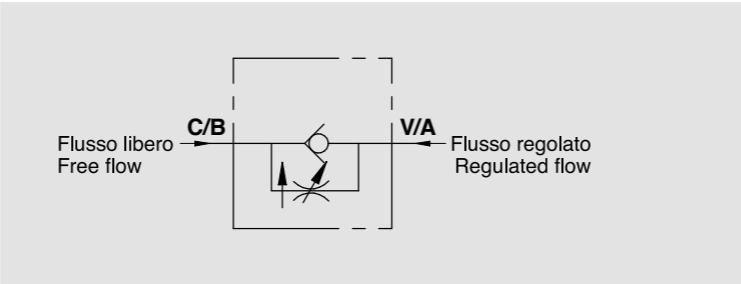 C/B
V/A
Flusso libero
Free flow
Flusso regolato
Regulated flow